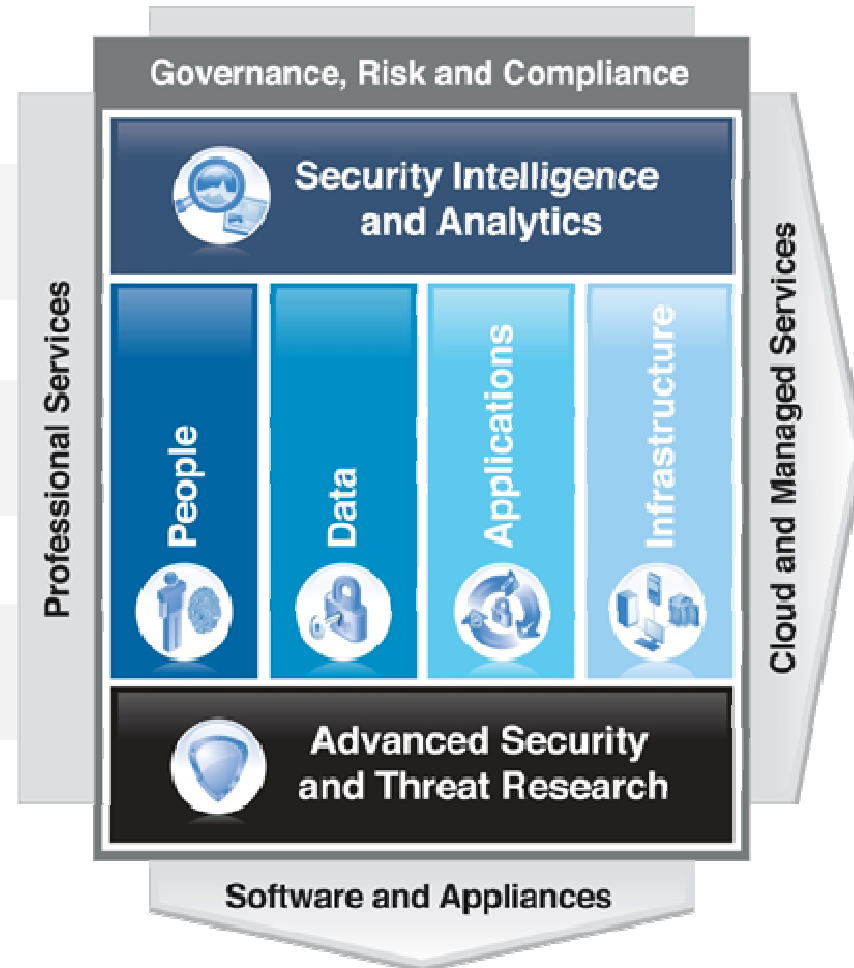 Governance, Risk and Compliance
Security Intelligence
and Analytics
Professional Services
People
Data
Applications
Infrastructure
Cloud and Managed Services
Advanced Security
and Threat Research
Software and Appliances